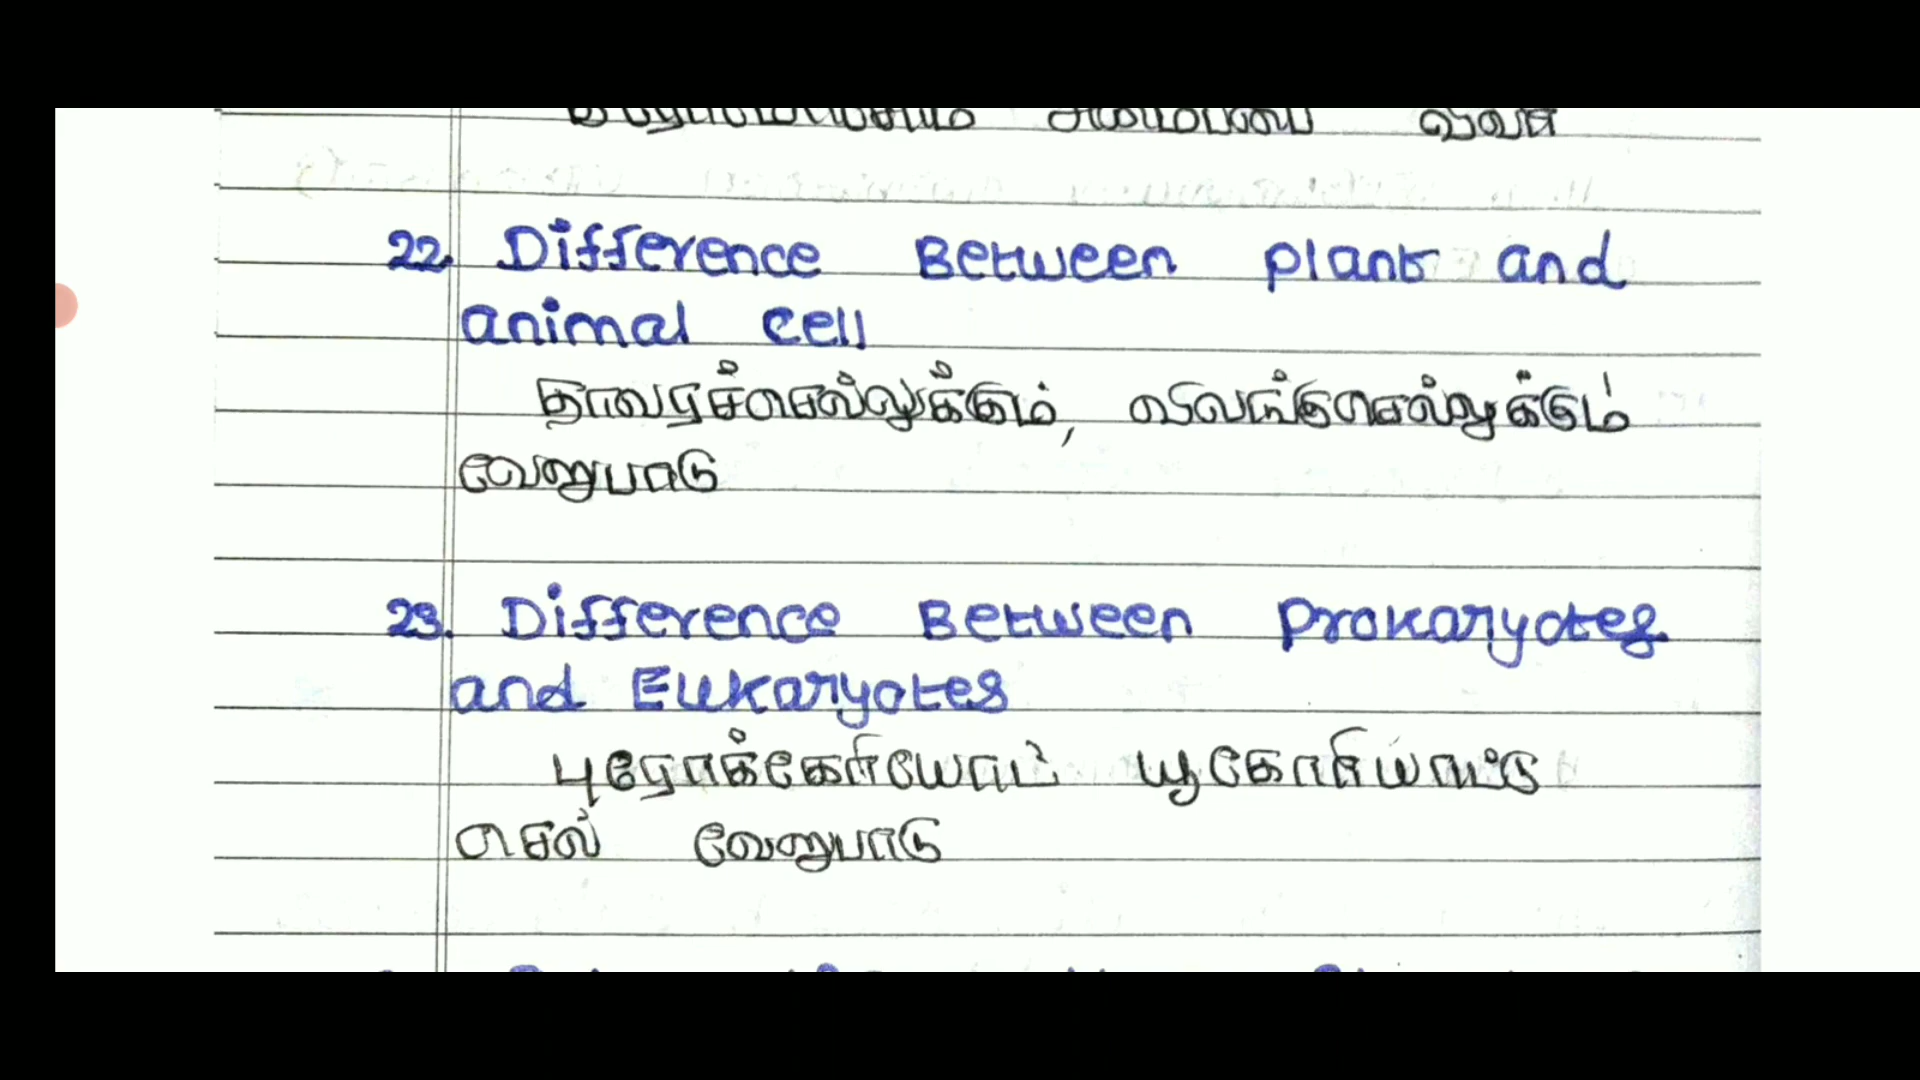 22. Difference Between plant and
animal cell
தாவரச்செல்லுக்கும், விலங்குசெல்லுக்கும்
வேறுபாடு
23. Difference Between Prokaryotes
and Eukaryotes
புரோக்கேரியோட் யூகோரியாட்டு
செல் வேறுபாடு